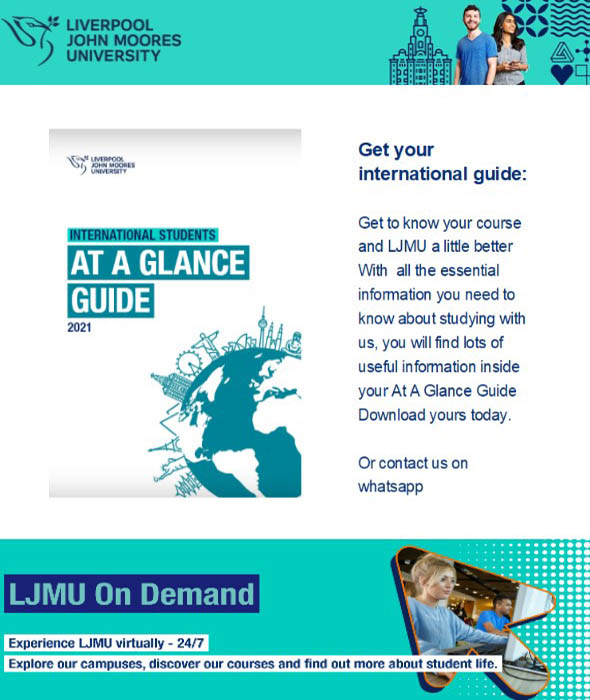 LIVERPOOL
JOHN MOORES
UNIVERSITY
LIVERPOOL
JOHN MOORES
UNIVERSITY
INTERNATIONAL STUDENTS
AT A GLANCE
GUIDE
2021
Get your
international guide:
Get to know your course
and LJMU a little better
With all the essential
information you need to
know about studying with
us, you will find lots of
useful information inside
your At A Glance Guide
Download yours today.
Or contact us on
whatsapp
LJMU On Demand
Experience LJMU virtually - 24/7
Explore our campuses, discover our courses and find out more about student life.